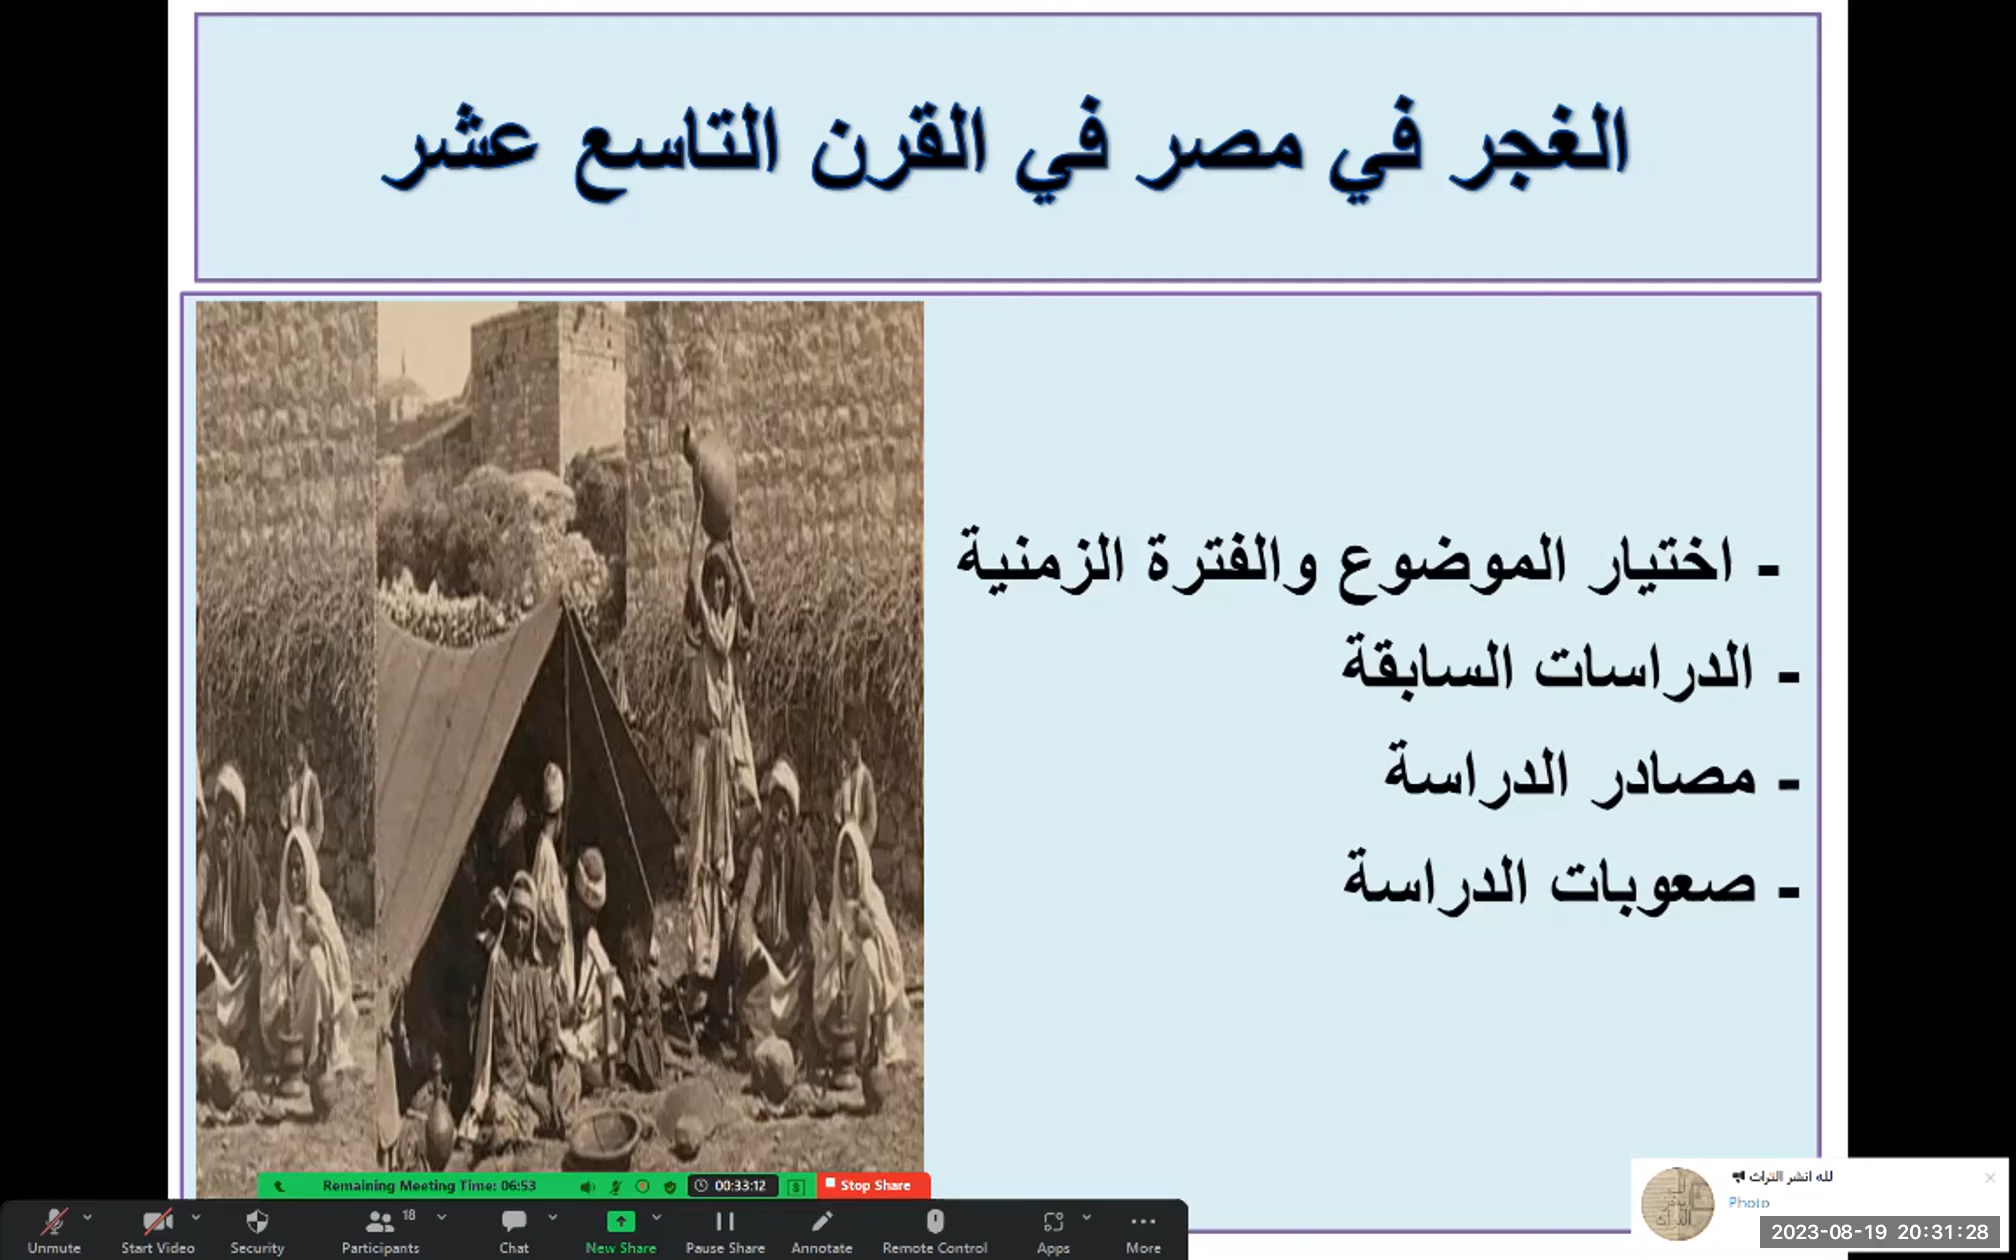 الغجر في مصر في القرن التاسع عشر
- اختيار الموضوع والفترة الزمنية
- الدراسات السابقة
- مصادر الدراسة
- صعوبات الدراسة
Remaining Meeting Time: 06:53
00:33:12
Stop Share
لله انشر التراث
Photo
Unmute
Start Video
Security
Participants
18
Chat
New Share
Pause Share
Annotate
Remote Control
Apps
More
2023-08-19 20:31:28